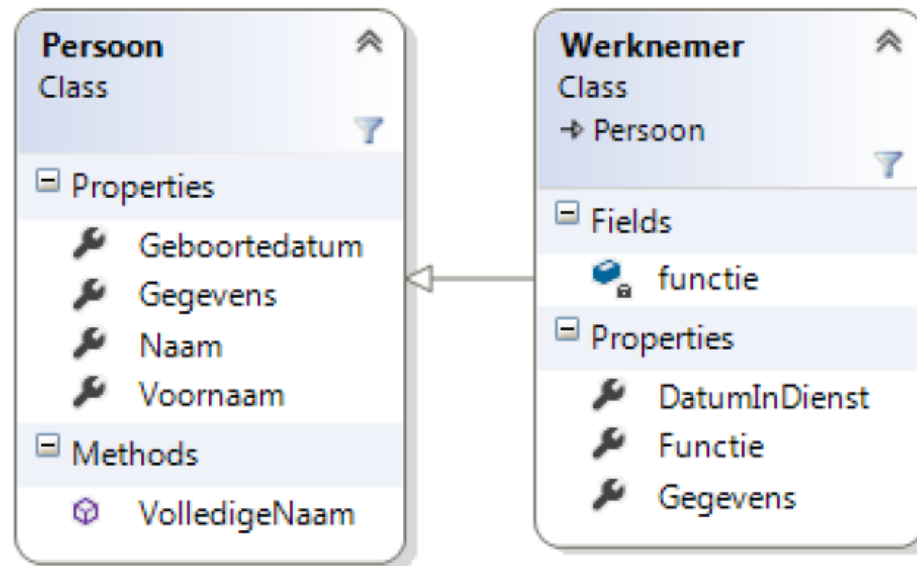 Persoon
Class
Properties
Geboortedatum
Gegevens
Naam
Voornaam
Methods
VolledigeNaam
Werknemer
Class
Persoon
Fields
functie
Properties
DatumInDienst
Functie
Gegevens